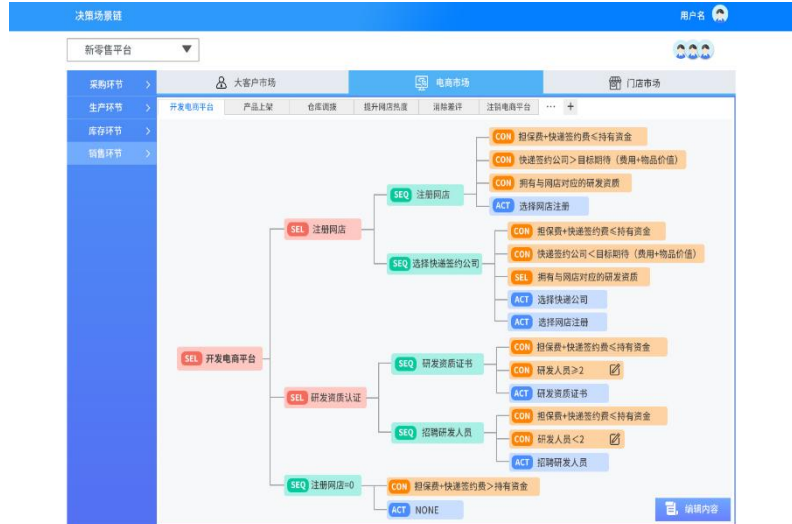 决策场景链
用户名
新零售平台
采购环节
生产环节
库存环节
销售环节
大客户市场
电商市场
门店市场
开发电商平台
产品上架
仓库调拨
提升网店热度
消除差评
注销电商平台
... +
SEL 开发电商平台
SEL 注册网店
SEQ 注册网店
CON 担保费+快递签约费≤持有资金
CON 快递签约公司>目标期待（费用+物品价值）
CON 拥有与网店对应的研发资质
ACT 选择网店注册
SEQ 选择快递签约公司
CON 担保费+快递签约费≤持有资金
CON 快递签约公司<目标期待（费用+物品价值）
SEL 拥有与网店对应的研发资质
ACT 选择快递公司
ACT 选择网店注册
SEL 研发资质认证
SEQ 研发资质证书
CON 担保费+快递签约费≤持有资金
CON 研发人员≥2
ACT 研发资质证书
SEQ 招聘研发人员
CON 担保费+快递签约费≤持有资金
CON 研发人员<2
ACT 招聘研发人员
SEQ 注册网店=0
CON 担保费+快递签约费>持有资金
ACT NONE
编辑内容